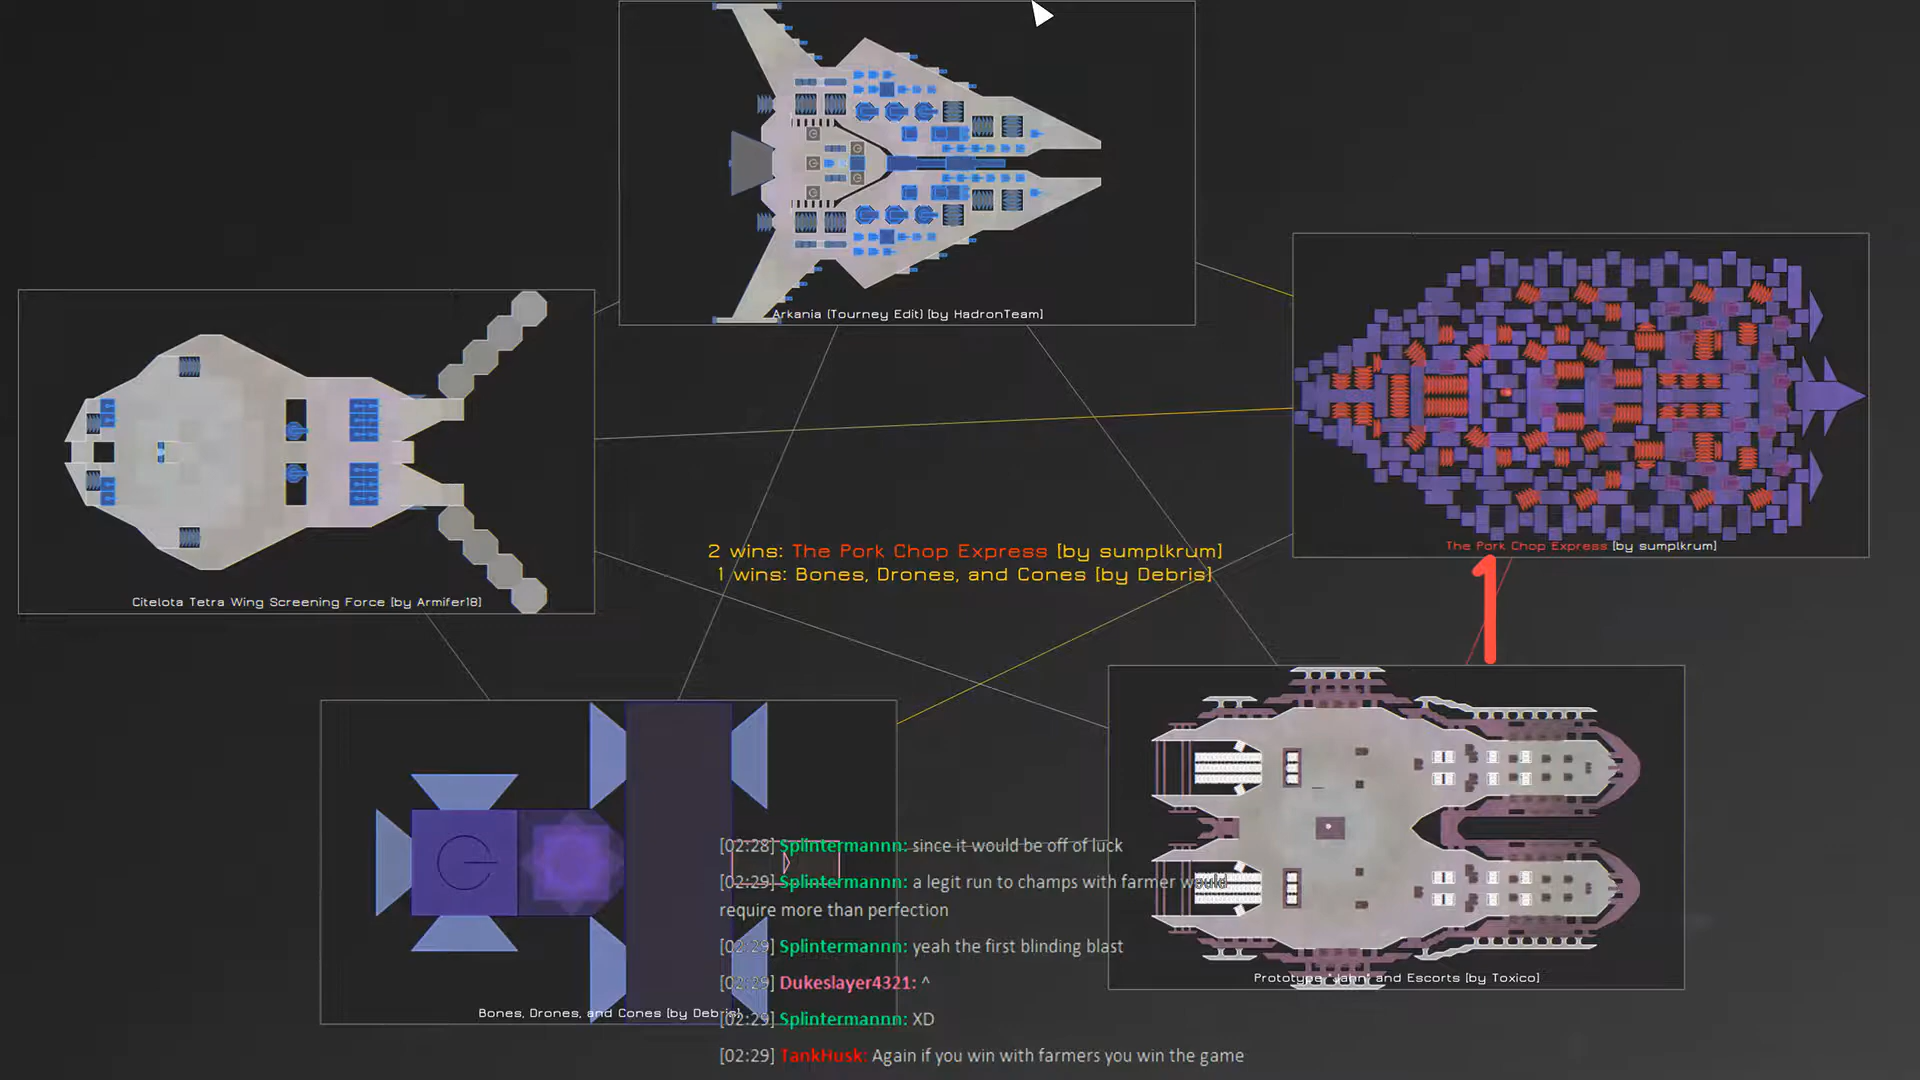 Arkania [Tourney Edit] [by HadronTeam]
The Pork Chop Express [by sumplkrum]
Citelota Tetra Wing Screening Force [by Armifer18]
2 wins: The Pork Chop Express [by sumplkrum]
1 wins: Bones, Drones, and Cones [by Debris]
1
Prototype "Jahn" and Escorts [by Toxico]
Bones, Drones, and Cones [by Debris]
[02:28] Splintermannn: since it would be off of luck
[02:29] Splintermannn: a legit run to champs with farmer would
require more than perfection
[02:29] Splintermannn: yeah the first blinding blast
[02:29] Dukeslayer4321: ^
[02:29] Splintermannn: XD
[02:29] TankHusk: Again if you win with farmers you win the game